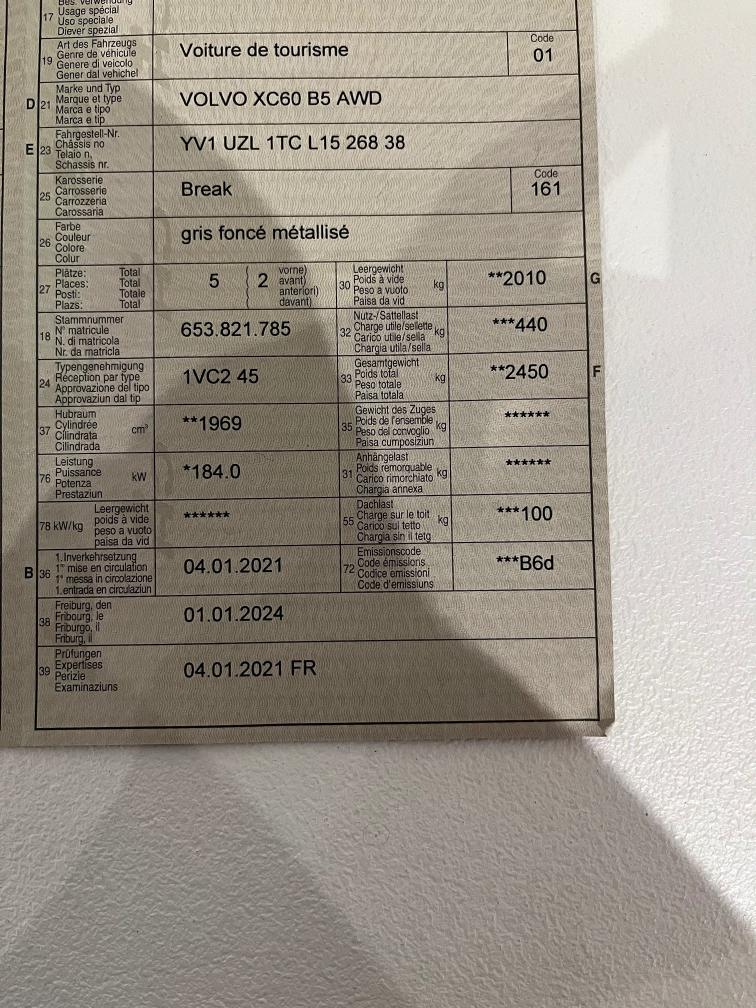 Bes. Verwendung
17 Usage spécial
Uso speciale
Diever spezial
19 Art des Fahrzeugs
Genre de véhicule
Genere di veicolo
Gener dal vehichel
Voiture de tourisme
Code
01
D 21 Marke und Typ
Marque et type
Marca e tipo
Marca e tip
VOLVO XC60 B5 AWD
E 23 Fahrgestell-Nr.
Châssis no
Telaio n.
Schassis nr.
YV1 UZL 1TC L15 268 38
25 Karosserie
Carrosserie
Carrozzeria
Carossaria
Break
Code
161
26 Farbe
Couleur
Colore
Colur
gris foncé métallisé
27 Plätze: Total
Places: Total
Posti: Totale
Plazs: Total
5 2 vorne)
avant)
anteriori)
davant)
30 Leergewicht
Poids à vide kg
Peso a vuoto
Paisa da vid
**2010 G
18 Stammnummer
N° matricule
N. di matricola
Nr. da matricla
653.821.785
32 Nutz-/Sattellast
Charge utile/sellette kg
Carico utile/sella
Chargia utila/sella
***440
24 Typengenehmigung
Réception par type
Approvazione del tipo
Approvaziun dal tip
1VC2 45
33 Gesamtgewicht
Poids total kg
Peso totale
Paisa totala
**2450 F
37 Hubraum
Cylindrée cm³
Cilindrata
Cilindrada
**1969
35 Gewicht des Zuges
Poids de l'ensemble kg
Peso del convoglio
Paisa cumposiziun
******
76 Leistung
Puissance kW
Potenza
Prestaziun
*184.0
31 Anhängelast
Poids remorquable kg
Carico rimorchiato
Chargia annexa
******
78 kW/kg Leergewicht
poids à vide
peso a vuoto
paisa da vid
******
55 Dachlast
Charge sur le toit kg
Carico sul tetto
Chargia sin il tetg
***100
B 36 1.Inverkehrsetzung
1re mise en circulation
1a messa in circolazione
1.entrada en circulaziun
04.01.2021
72 Emissionscode
Code émissions
Codice emissioni
Code d'emissiuns
***B6d
38 Freiburg, den
Fribourg, le
Friburgo, il
Friburg, il
01.01.2024
39 Prüfungen
Expertises
Perizie
Examinaziuns
04.01.2021 FR